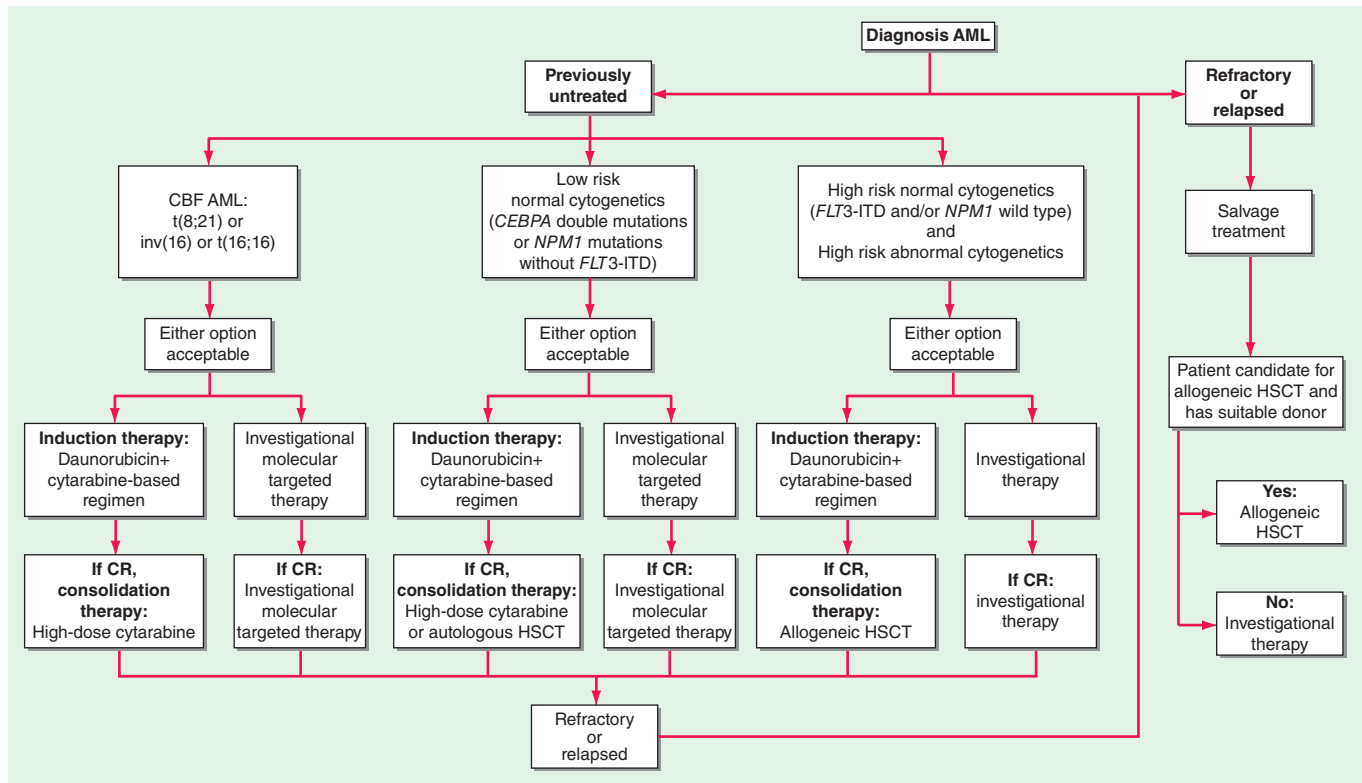 Diagnosis AML
Previously
untreated
Refractory
or
relapsed
CBF AML:
t(8;21) or
inv(16) or t(16;16)
Low risk
normal cytogenetics
(CEBPA double mutations
or NPM1 mutations
without FLT3-ITD)
High risk normal cytogenetics
(FLT3-ITD and/or NPM1 wild type)
and
High risk abnormal cytogenetics
Salvage
treatment
Either option
acceptable
Either option
acceptable
Either option
acceptable
Patient candidate for
allogeneic HSCT and
has suitable donor
Induction therapy:
Daunorubicin+
cytarabine-based
regimen
Investigational
molecular
targeted
therapy
Induction therapy:
Daunorubicin+
cytarabine-based
regimen
Investigational
molecular
targeted
therapy
Induction therapy:
Daunorubicin+
cytarabine-based
regimen
Investigational
therapy
Yes:
Allogeneic
HSCT
If CR,
consolidation
therapy:
High-dose cytarabine
If CR:
Investigational
molecular
targeted therapy
If CR,
consolidation therapy:
High-dose cytarabine
or autologous HSCT
If CR:
Investigational
molecular
targeted therapy
If CR,
consolidation
therapy:
Allogeneic HSCT
If CR:
investigational
therapy
No:
Investigational
therapy
Refractory
or
relapsed